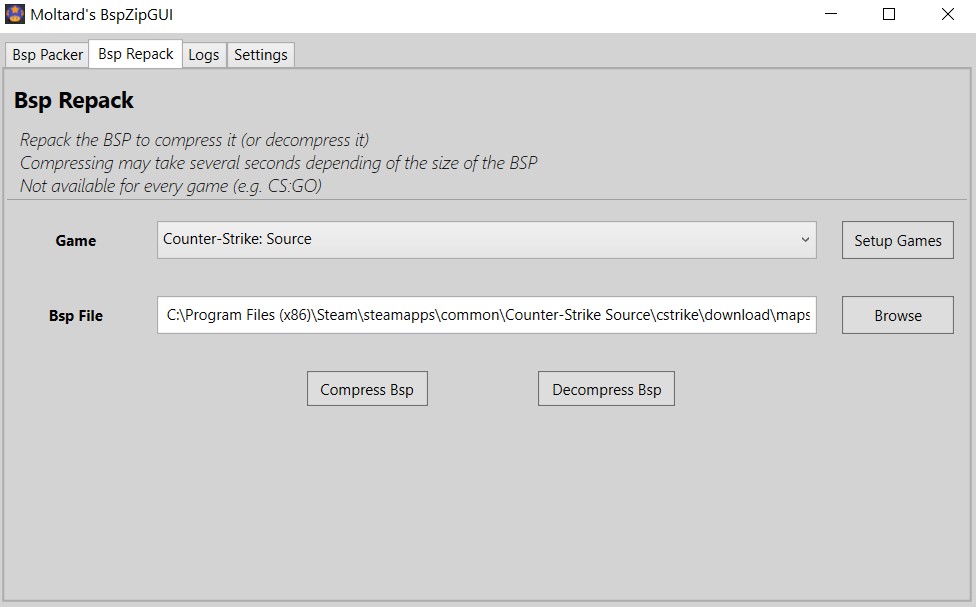 Moltard's BspZipGUI
Bsp Packer Bsp Repack Logs Settings
Bsp Repack
Repack the BSP to compress it (or decompress it)
Compressing may take several seconds depending of the size of the BSP
Not available for every game (e.g. CS:GO)
Game Counter-Strike: Source Setup Games
Bsp File C:\Program Files (x86)\Steam\steamapps\common\Counter-Strike Source\cstrike\download\maps Browse
Compress Bsp Decompress Bsp